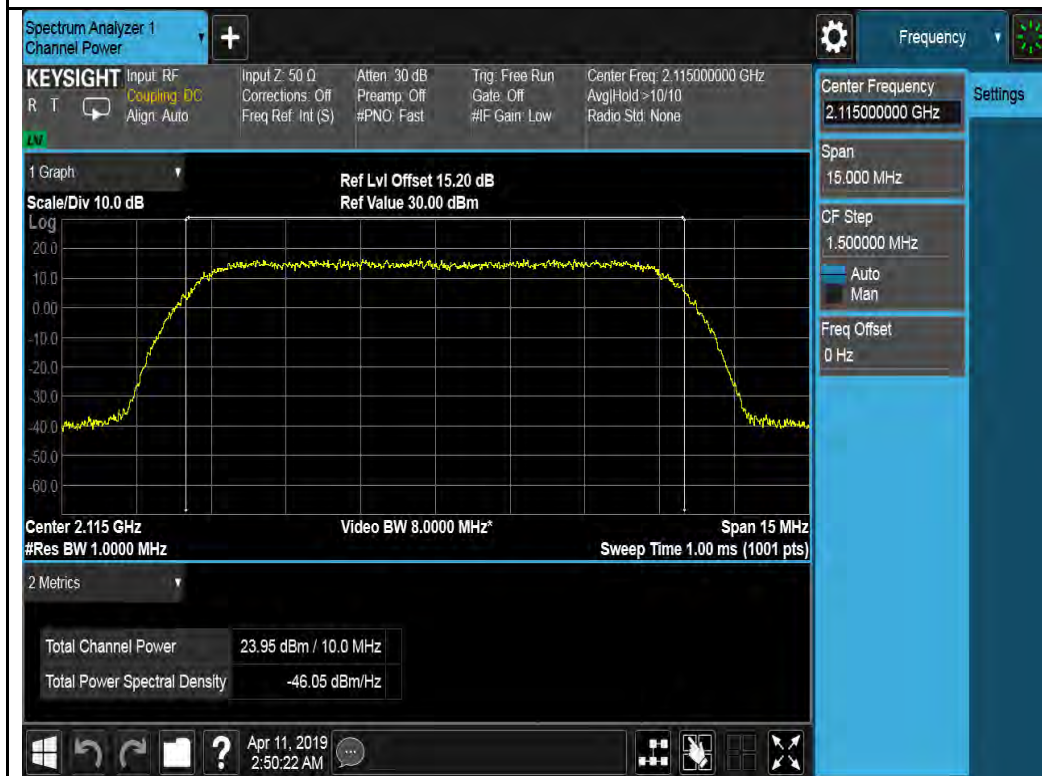 Spectrum Analyzer 1
Channel Power
Frequency
KEYSIGHT
R T
LV
Input: RF
Coupling: DC
Align: Auto
Input Z: 50 Ω
Corrections: Off
Freq Ref: Int (S)
Atten: 30 dB
Preamp: Off
#PNO: Fast
Trig: Free Run
Gate: Off
#IF Gain: Low
Center Freq: 2.115000000 GHz
Avg|Hold >10/10
Radio Std: None
1 Graph
Scale/Div 10.0 dB
Ref Lvl Offset 15.20 dB
Ref Value 30.00 dBm
Log
20.0
10.0
0.00
-10.0
-20.0
-30.0
-40.0
-50.0
-60.0
Center 2.115 GHz
Video BW 8.0000 MHz*
Span 15 MHz
#Res BW 1.0000 MHz
Sweep Time 1.00 ms (1001 pts)
2 Metrics
Total Channel Power 23.95 dBm / 10.0 MHz
Total Power Spectral Density -46.05 dBm/Hz
Center Frequency
2.115000000 GHz
Settings
Span
15.000 MHz
CF Step
1.500000 MHz
Auto
Man
Freq Offset
0 Hz
?
Apr 11, 2019
2:50:22 AM